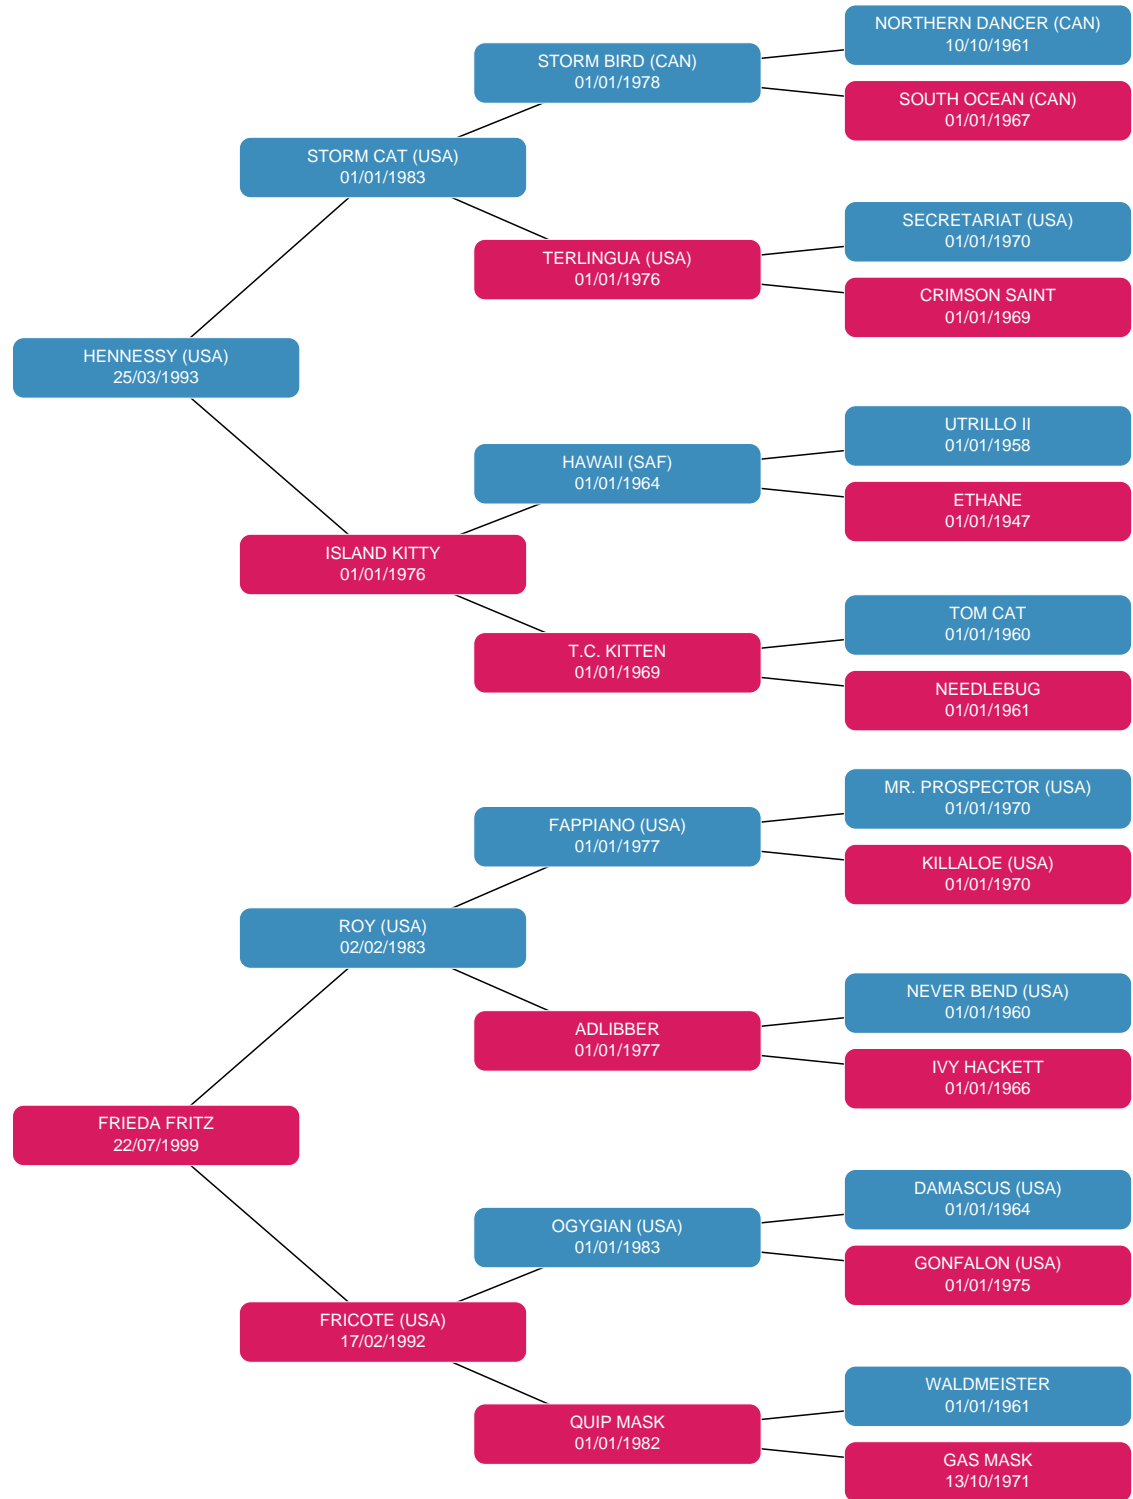 NORTHERN DANCER (CAN)
10/10/1961
STORM BIRD (CAN)
01/01/1978
SOUTH OCEAN (CAN)
01/01/1967
STORM CAT (USA)
01/01/1983
SECRETARIAT (USA)
01/01/1970
TERLINGUA (USA)
01/01/1976
CRIMSON SAINT
01/01/1969
HENNESSY (USA)
25/03/1993
UTRILLO II
01/01/1958
HAWAII (SAF)
01/01/1964
ETHANE
01/01/1947
ISLAND KITTY
01/01/1976
TOM CAT
01/01/1960
T.C. KITTEN
01/01/1969
NEEDLEBUG
01/01/1961
MR. PROSPECTOR (USA)
01/01/1970
FAPPIANO (USA)
01/01/1977
KILLALOE (USA)
01/01/1970
ROY (USA)
02/02/1983
NEVER BEND (USA)
01/01/1960
ADLIBBER
01/01/1977
IVY HACKETT
01/01/1966
FRIEDA FRITZ
22/07/1999
DAMASCUS (USA)
01/01/1964
OGYGIAN (USA)
01/01/1983
GONFALON (USA)
01/01/1975
FRICOTE (USA)
17/02/1992
WALDMEISTER
01/01/1961
QUIP MASK
01/01/1982
GAS MASK
13/10/1971